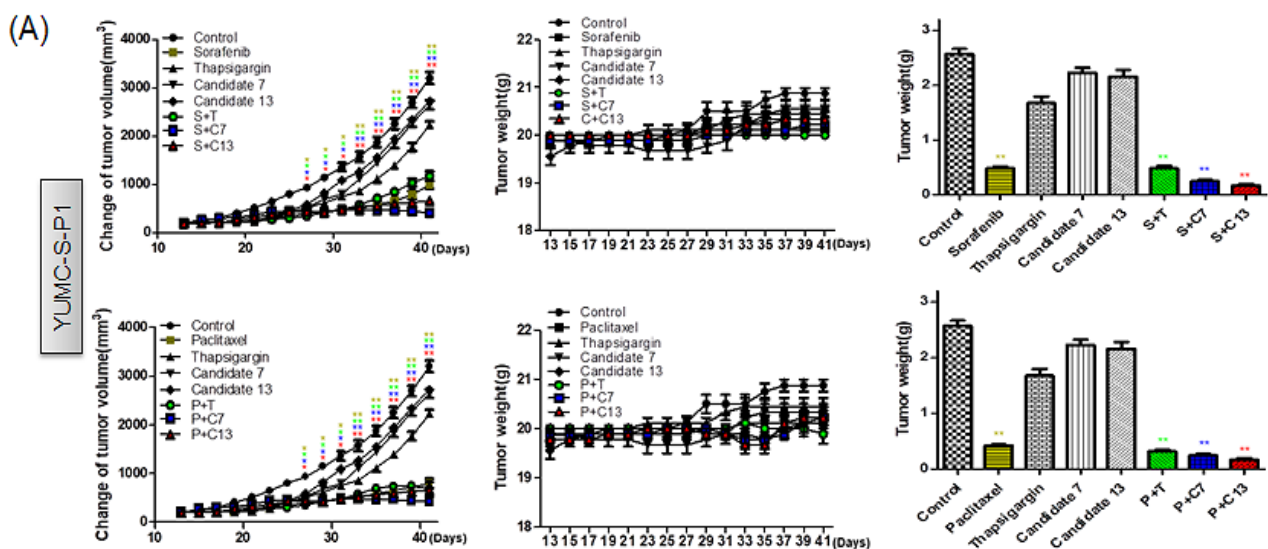 (A)
YUMC-S-P1
Change of tumor volume(mm³)
4000
3000
2000
1000
0
10
20
30
40
(Days)
Control
Sorafenib
Thapsigargin
Candidate 7
Candidate 13
S+T
S+C7
S+C13
Tumor weight(g)
22
21
20
19
18
13 15 17 19 21 23 25 27 29 31 33 35 37 39 41 (Days)
Control
Sorafenib
Thapsigargin
Candidate 7
Candidate 13
S+T
S+C7
C+C13
Tumor weight(g)
3
2
1
0
** ** ** **
Control
Sorafenib
Thapsigargin
Candidate 7
Candidate 13
S+T
S+C7
S+C13
Change of tumor volume(mm³)
4000
3000
2000
1000
0
10
20
30
40
(Days)
Control
Paclitaxel
Thapsigargin
Candidate 7
Candidate 13
P+T
P+C7
P+C13
Tumor weight(g)
22
21
20
19
18
13 15 17 19 21 23 25 27 29 31 33 35 37 39 41 (Days)
Control
Paclitaxel
Thapsigargin
Candidate 7
Candidate 13
P+T
P+C7
P+C13
Tumor weight(g)
3
2
1
0
** ** ** **
Control
Paclitaxel
Thapsigargin
Candidate 7
Candidate 13
P+T
P+C7
P+C13